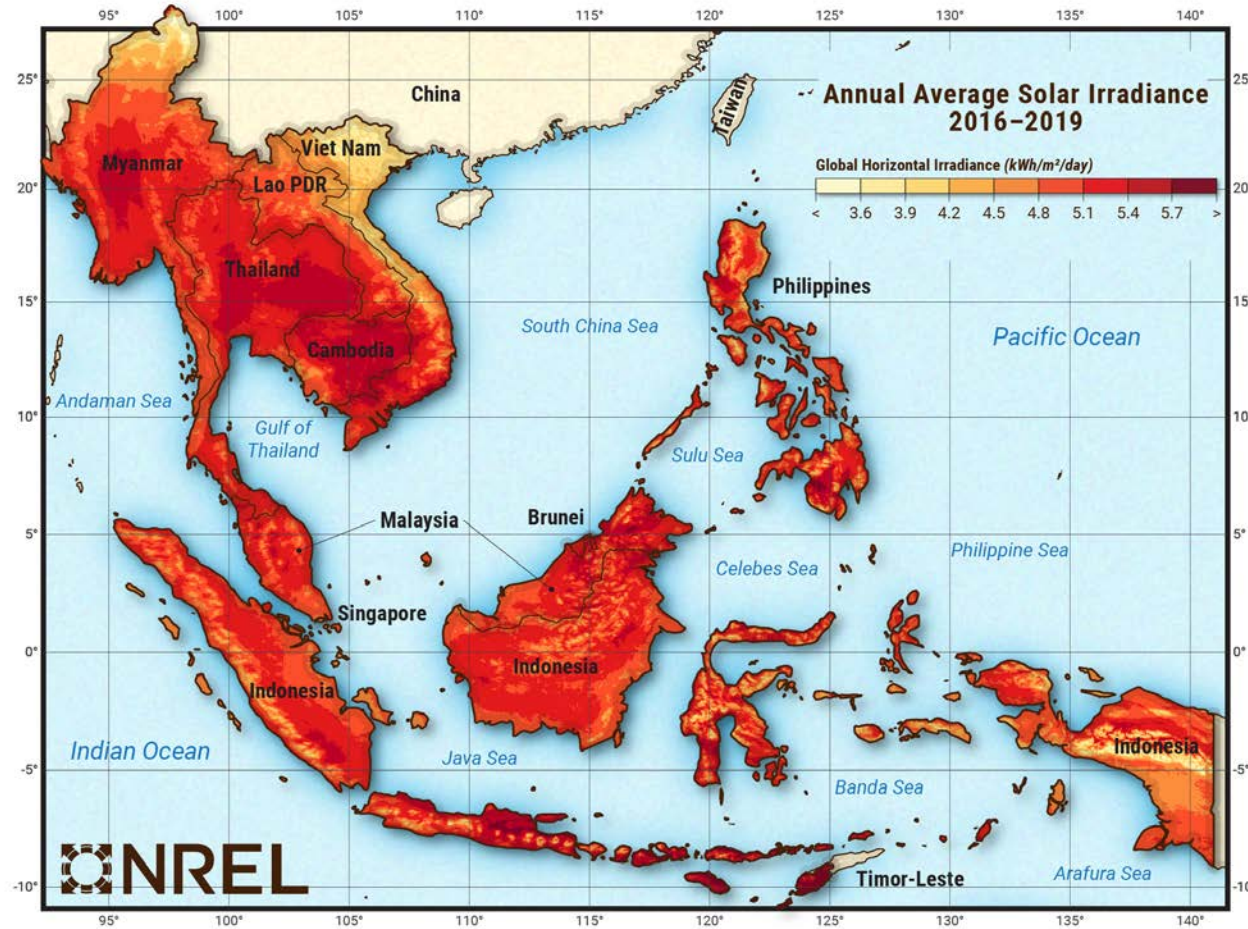 95° 100° 105° 110° 115° 120° 125° 130° 135° 140°
25° 25
20° 20
15° 15
10° 10
5° 5°
0° 0°
-5° -5°
-10° -10
Annual Average Solar Irradiance
2016–2019
Global Horizontal Irradiance (kWh/m²/day)
< 3.6 3.9 4.2 4.5 4.8 5.1 5.4 5.7 >
China
Taiwan
Viet Nam
Myanmar
Lao PDR
Thailand
Philippines
South China Sea
Pacific Ocean
Cambodia
Andaman Sea
Gulf of
Thailand
Sulu Sea
Malaysia
Brunei
Philippine Sea
Celebes Sea
Singapore
Indonesia
Indonesia
Indonesia
Indian Ocean
Java Sea
Banda Sea
NREL
Timor-Leste
Arafura Sea
95° 100° 105° 110° 115° 120° 125° 130° 135° 140°